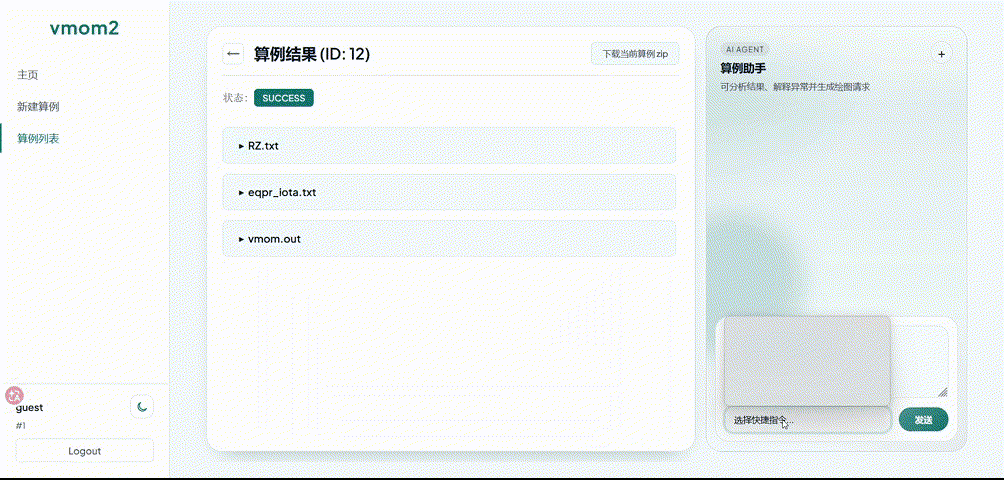 vmom2
主页
新建算例
算例列表
guest
#1
Logout
← 算例结果 (ID: 12)
下载当前算例 zip
状态： SUCCESS
▸ RZ.txt
▸ eqpr_iota.txt
▸ vmom.out
AI AGENT
+
算例助手
可分析结果、解释异常并生成绘图请求
选择快捷指令...
发送